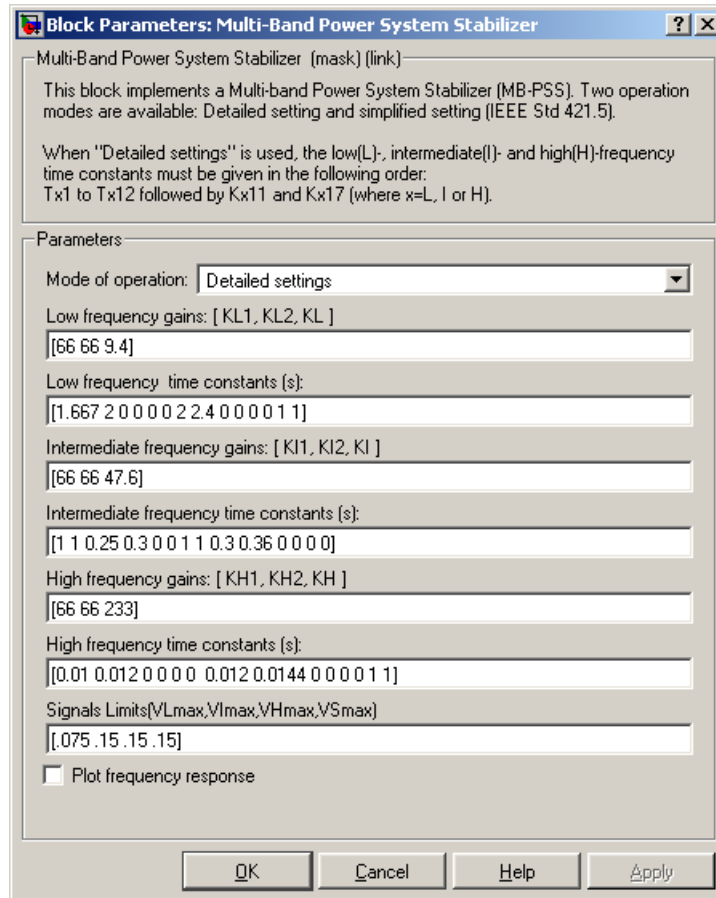 Block Parameters: Multi-Band Power System Stabilizer
Multi-Band Power System Stabilizer (mask) (link)
This block implements a Multi-band Power System Stabilizer (MB-PSS). Two operation
modes are available: Detailed setting and simplified setting (IEEE Std 421.5).
When "Detailed settings" is used, the low(L)-, intermediate(I)- and high(H)-frequency
time constants must be given in the following order:
Tx1 to Tx12 followed by Kx11 and Kx17 (where x=L, I or H).
Parameters
Mode of operation: Detailed settings
Low frequency gains: [ KL1, KL2, KL ]
[66 66 9.4]
Low frequency  time constants (s):
[1.667 2 0 0 0 0 2 2.4 0 0 0 0 1 1]
Intermediate frequency gains: [ KI1, KI2, KI ]
[66 66 47.6]
Intermediate frequency time constants (s):
[1 1 0.25 0.3 0 0 1 1 0.3 0.36 0 0 0 0]
High frequency gains: [ KH1, KH2, KH ]
[66 66 233]
High frequency time constants (s):
[0.01 0.012 0 0 0 0  0.012 0.0144 0 0 0 0 1 1]
Signals Limits(VLmax,VImax,VHmax,VSmax)
[.075 .15 .15 .15]
Plot frequency response
OK Cancel Help Apply